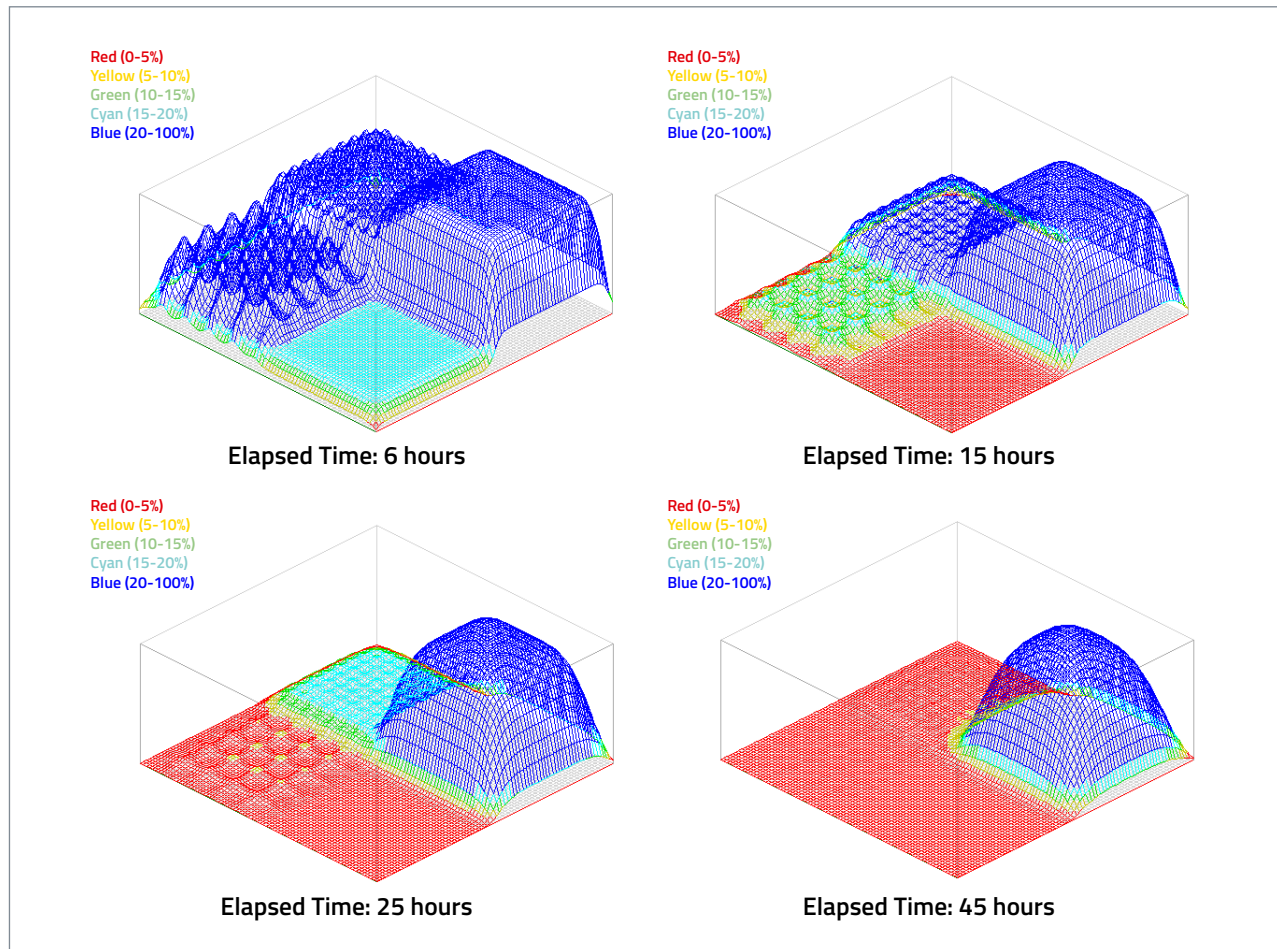 Red (0-5%)
Yellow (5-10%)
Green (10-15%)
Cyan (15-20%)
Blue (20-100%)
Elapsed Time: 6 hours
Red (0-5%)
Yellow (5-10%)
Green (10-15%)
Cyan (15-20%)
Blue (20-100%)
Elapsed Time: 15 hours
Red (0-5%)
Yellow (5-10%)
Green (10-15%)
Cyan (15-20%)
Blue (20-100%)
Elapsed Time: 25 hours
Red (0-5%)
Yellow (5-10%)
Green (10-15%)
Cyan (15-20%)
Blue (20-100%)
Elapsed Time: 45 hours